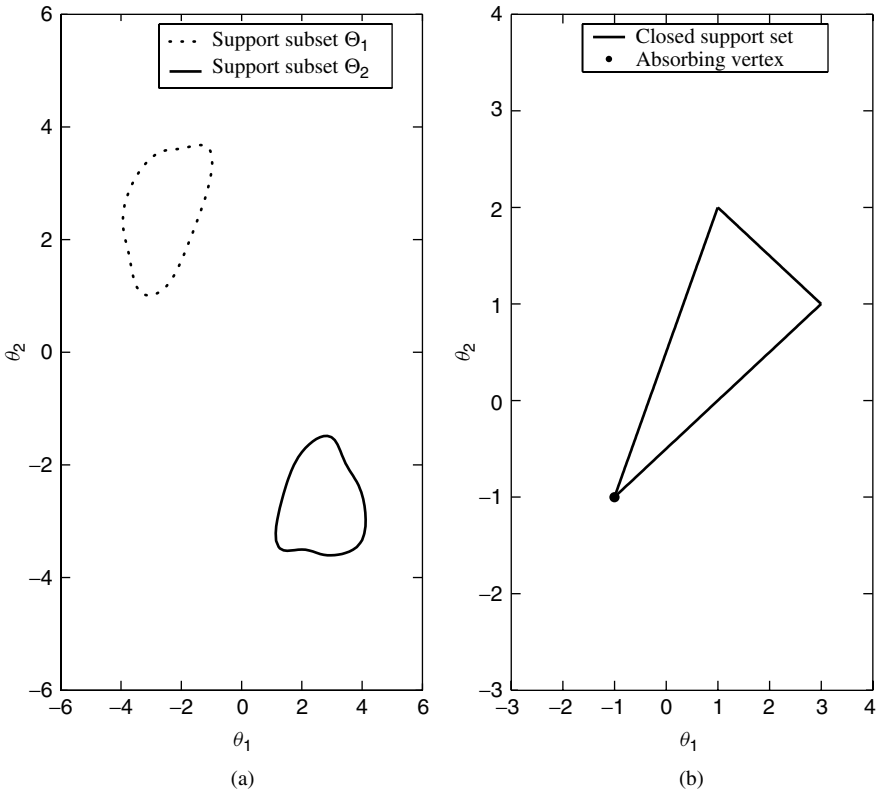 Support subset Θ1
Support subset Θ2
6
4
2
0
−2
−4
−6
θ2
−6 −4 −2 0 2 4 6
θ1
(a)
Closed support set
Absorbing vertex
4
3
2
1
0
−1
−2
−3
θ2
−3 −2 −1 0 1 2 3 4
θ1
(b)